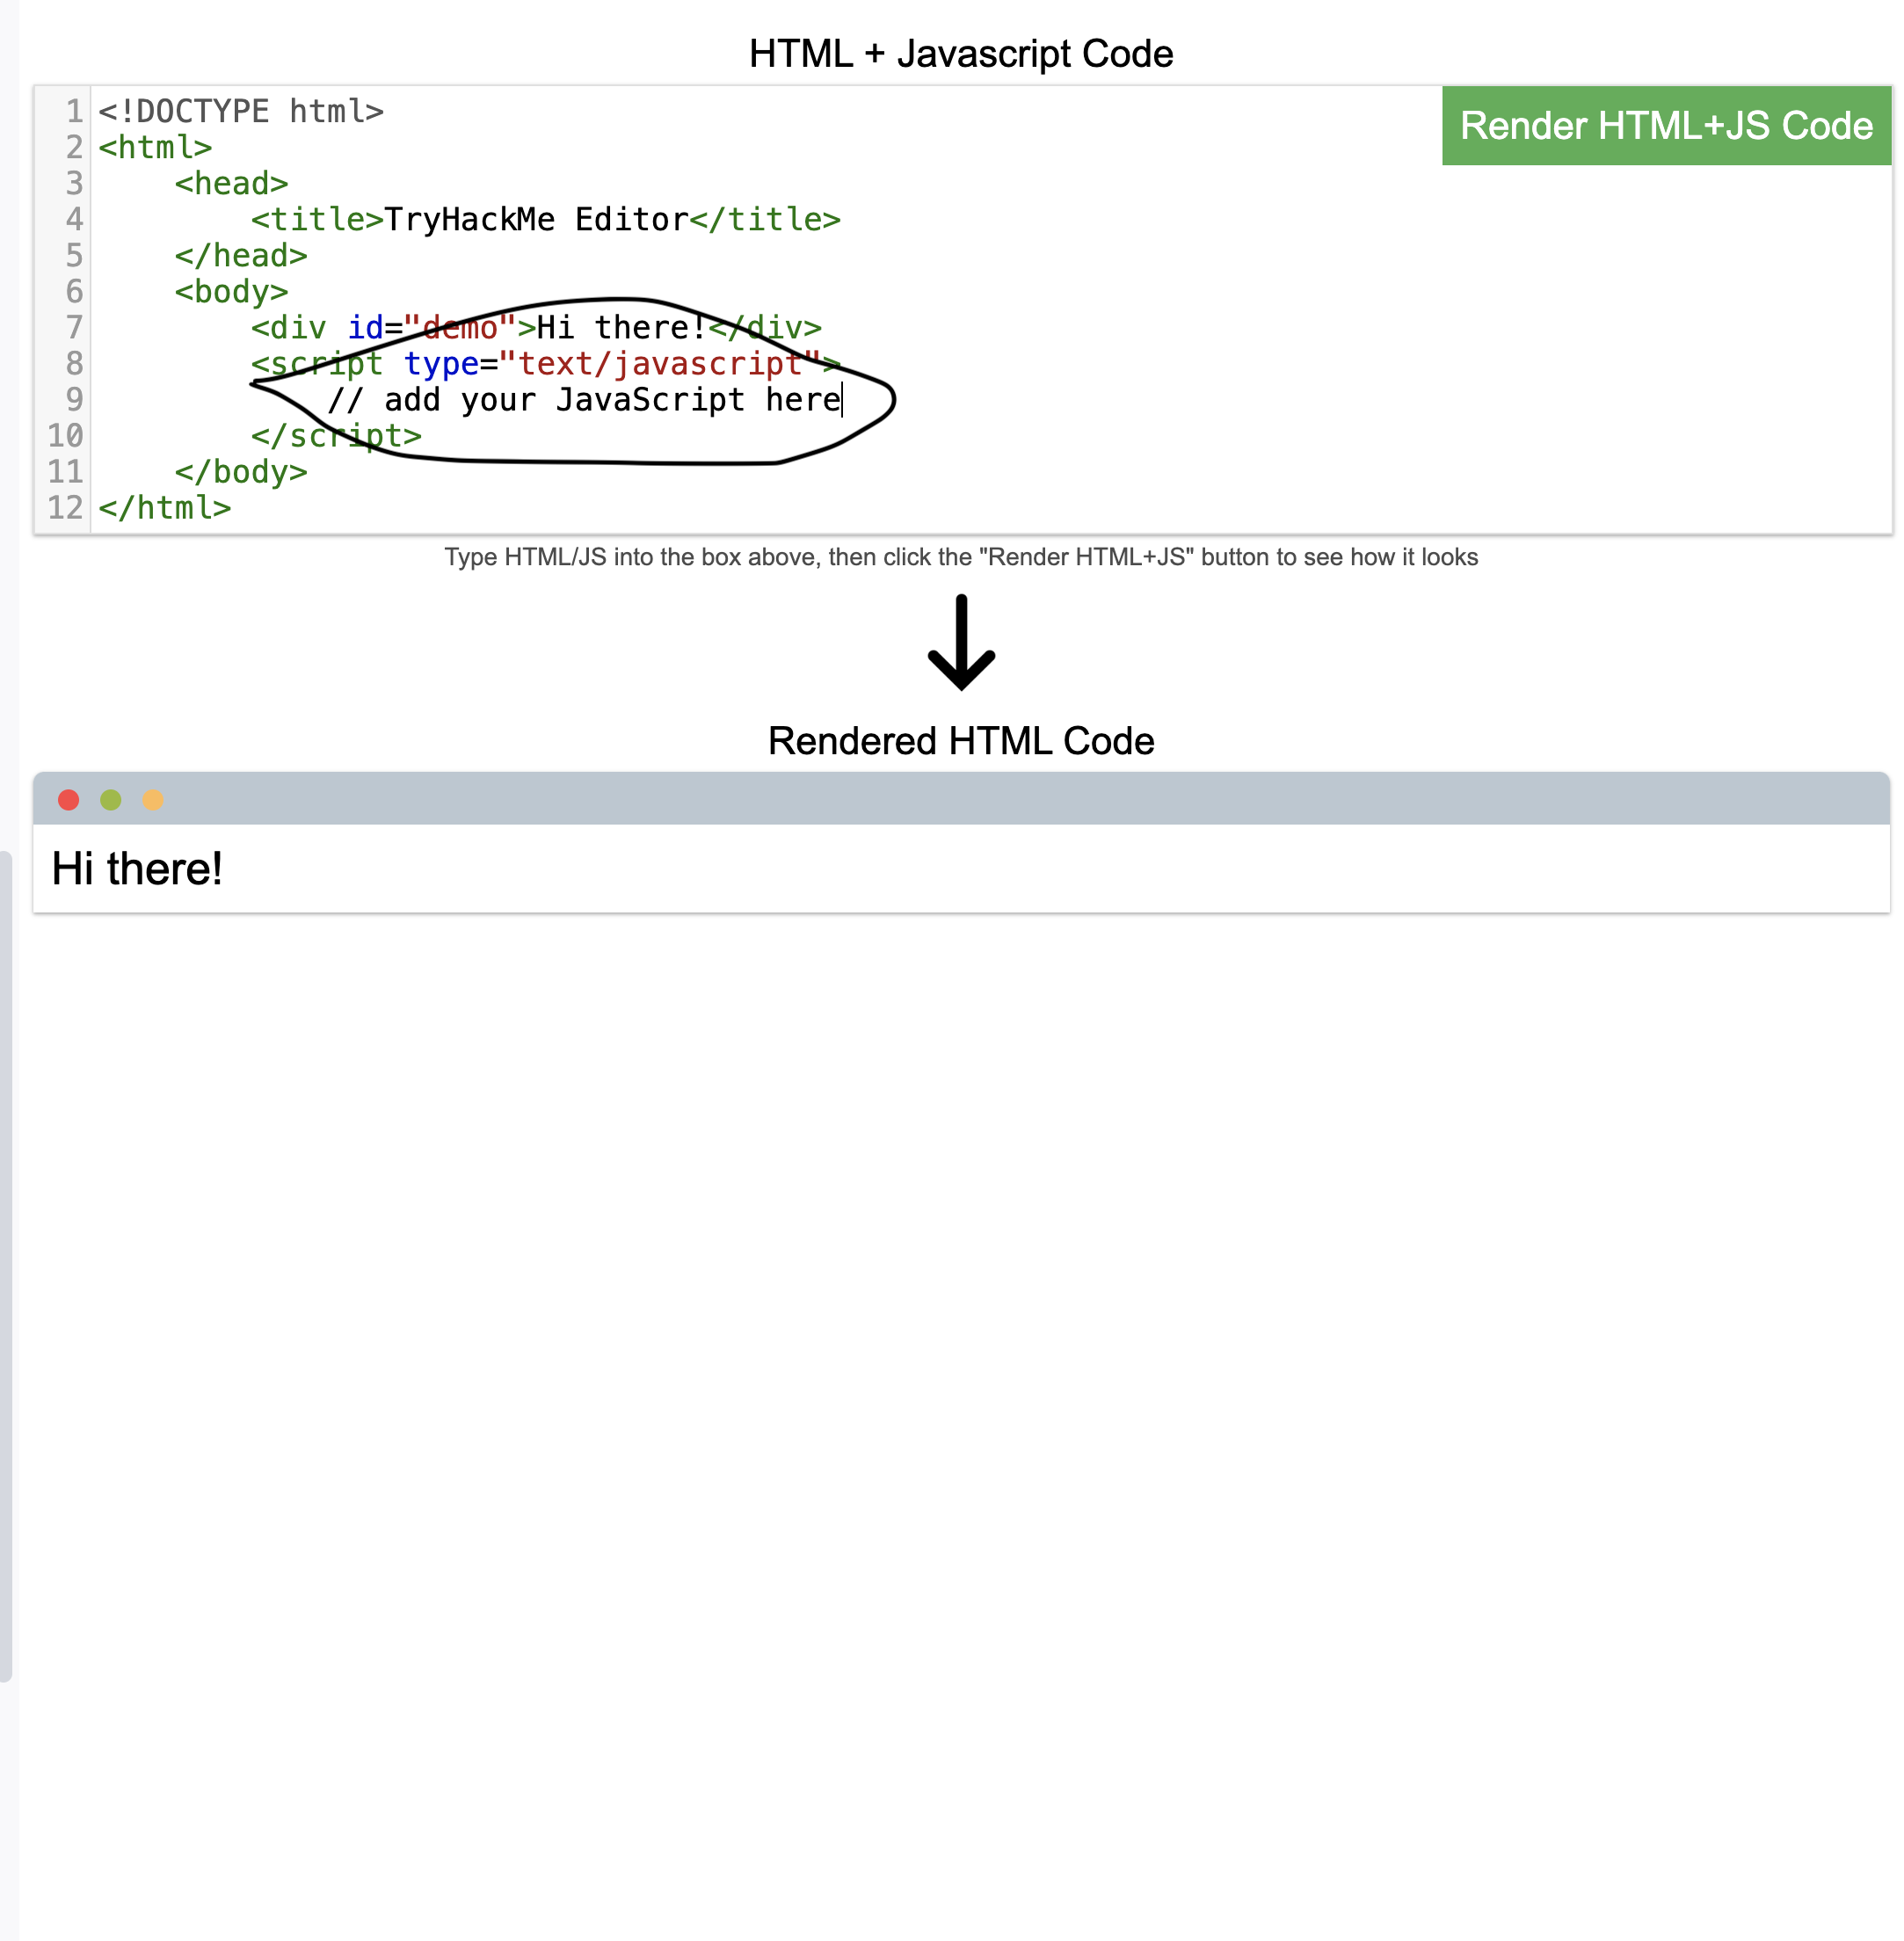 HTML + Javascript Code
Render HTML+JS Code
1 <!DOCTYPE html>
2 <html>
3     <head>
4         <title>TryHackMe Editor</title>
5     </head>
6     <body>
7         <div id="demo">Hi there!</div>
8         <script type="text/javascript">
9             // add your JavaScript here
10         </script>
11     </body>
12 </html>
Type HTML/JS into the box above, then click the "Render HTML+JS" button to see how it looks
Rendered HTML Code
Hi there!